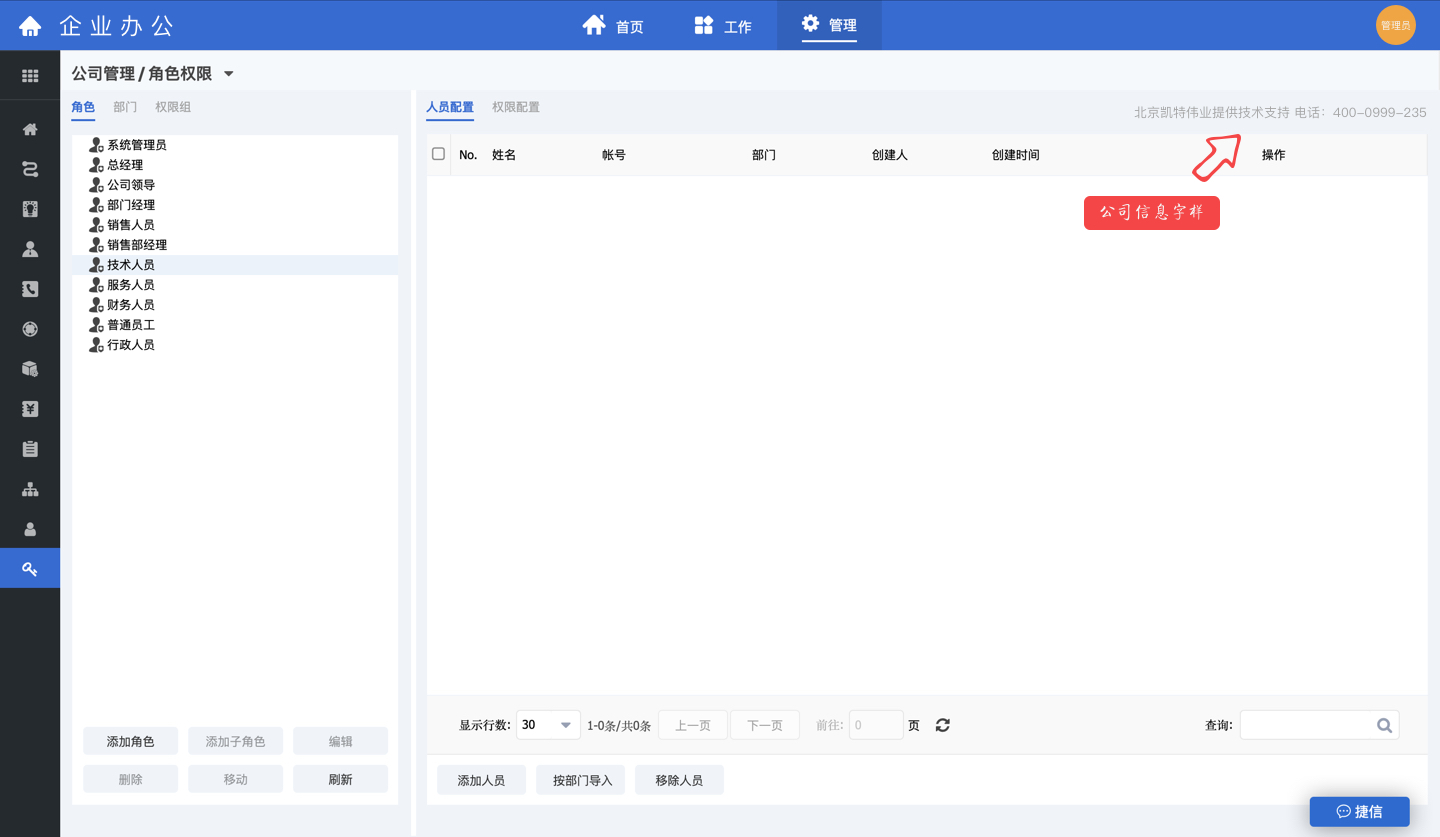 企业办公
首页
工作
管理
管理员
公司管理/角色权限
角色 部门 权限组
系统管理员
总经理
公司领导
部门经理
销售人员
销售部经理
技术人员
服务人员
财务人员
普通员工
行政人员
添加角色 添加子角色 编辑
删除 移动 刷新
人员配置 权限配置
北京凯特伟业提供技术支持 电话：400-0999-235
No. 姓名 帐号 部门 创建人 创建时间 操作
公司信息字样
显示行数: 30 1-0条/共0条 上一页 下一页 前往: 0 页 查询:
添加人员 按部门导入 移除人员
捷信